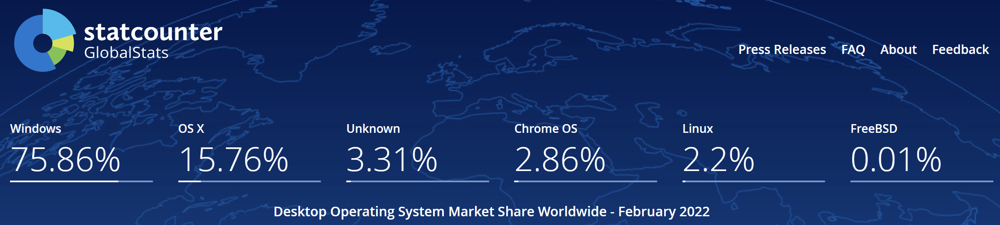 statcounter
GlobalStats
Press Releases FAQ About Feedback
Windows OS X Unknown Chrome OS Linux FreeBSD
75.86% 15.76% 3.31% 2.86% 2.2% 0.01%
Desktop Operating System Market Share Worldwide - February 2022